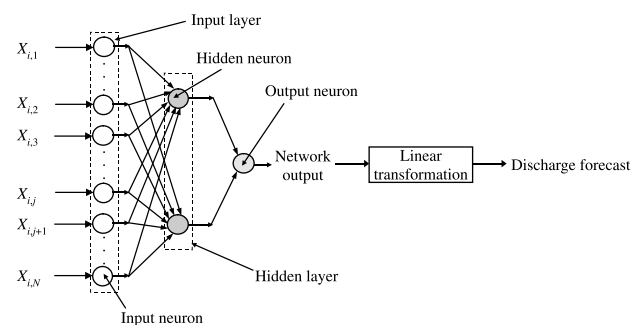 Input layer
X_{i,1}
Hidden neuron
Output neuron
X_{i,2}
X_{i,3}
Network
output
Linear
transformation
Discharge forecast
X_{i,j}
X_{i,j+1}
X_{i,N}
Hidden layer
Input neuron